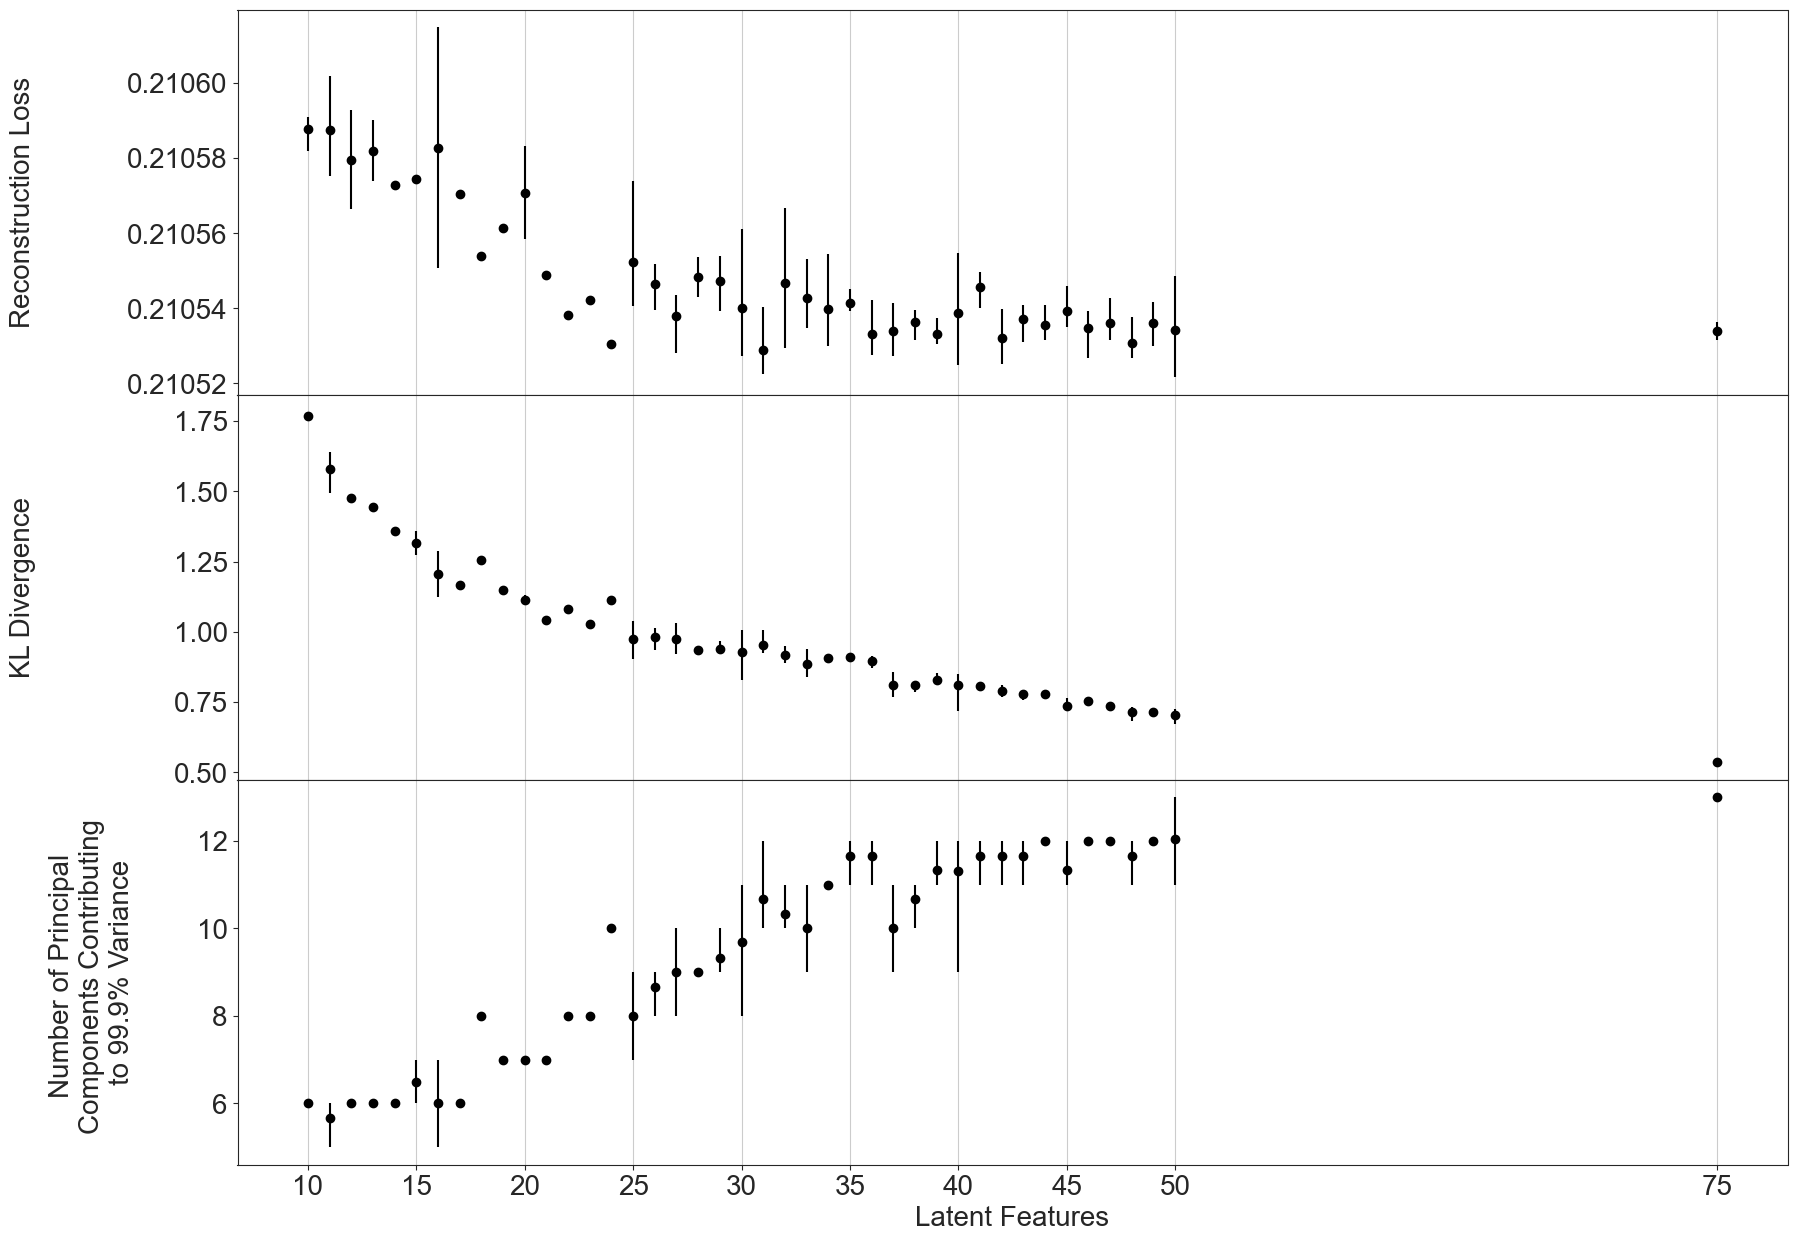 Reconstruction Loss
0.21060
0.21058
0.21056
0.21054
0.21052
KL Divergence
1.75
1.50
1.25
1.00
0.75
0.50
Number of Principal
Components Contributing
to 99.9% Variance
12
10
8
6
10 15 20 25 30 35 40 45 50 75
Latent Features